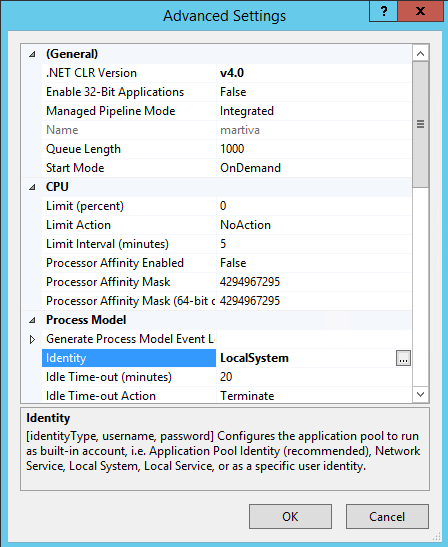 Advanced Settings
?
x
(General)
.NET CLR Version v4.0
Enable 32-Bit Applications False
Managed Pipeline Mode Integrated
Name martiva
Queue Length 1000
Start Mode OnDemand
CPU
Limit (percent) 0
Limit Action NoAction
Limit Interval (minutes) 5
Processor Affinity Enabled False
Processor Affinity Mask 4294967295
Processor Affinity Mask (64-bit c 4294967295
Process Model
Generate Process Model Event L
Identity LocalSystem ...
Idle Time-out (minutes) 20
Idle Time-out Action Terminate
Identity
[identityType, username, password] Configures the application pool to run
as built-in account, i.e. Application Pool Identity (recommended), Network
Service, Local System, Local Service, or as a specific user identity.
OK Cancel